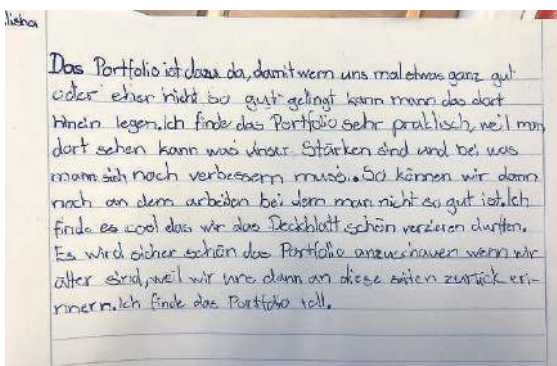 lisha
Das Portfolio ist dazu da, damit wenn uns mal etwas ganz gut
oder eher nicht so gut gelingt kann mann das dort
hinein legen. Ich finde das Portfolio sehr praktisch, weil man
dort sehen kann was unser Stärken sind und bei was
mann sich noch verbessern muss. So können wir dann
noch an dem arbeiten bei dem man nicht so gut ist. Ich
finde es cool das wir das Deckblatt schön verzieren durften.
Es wird sicher schön das Portfolio anzuschauen wenn wir
älter sind, weil wir uns dann an diese zeiten zurück eri-
nnern. Ich finde das Portfolio toll.